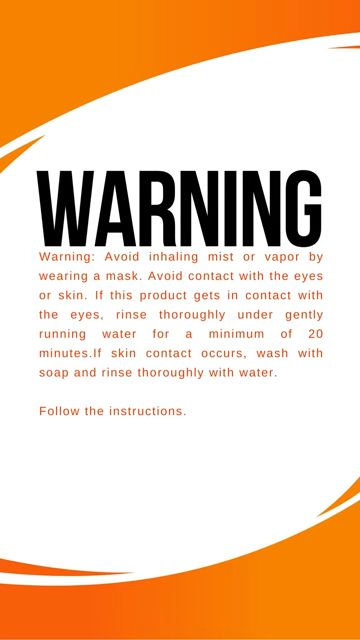 WARNING
Warning: Avoid inhaling mist or vapor by
wearing a mask. Avoid contact with the eyes
or skin. If this product gets in contact with
the eyes, rinse thoroughly under gently
running water for a minimum of 20
minutes.If skin contact occurs, wash with
soap and rinse thoroughly with water.
Follow the instructions.